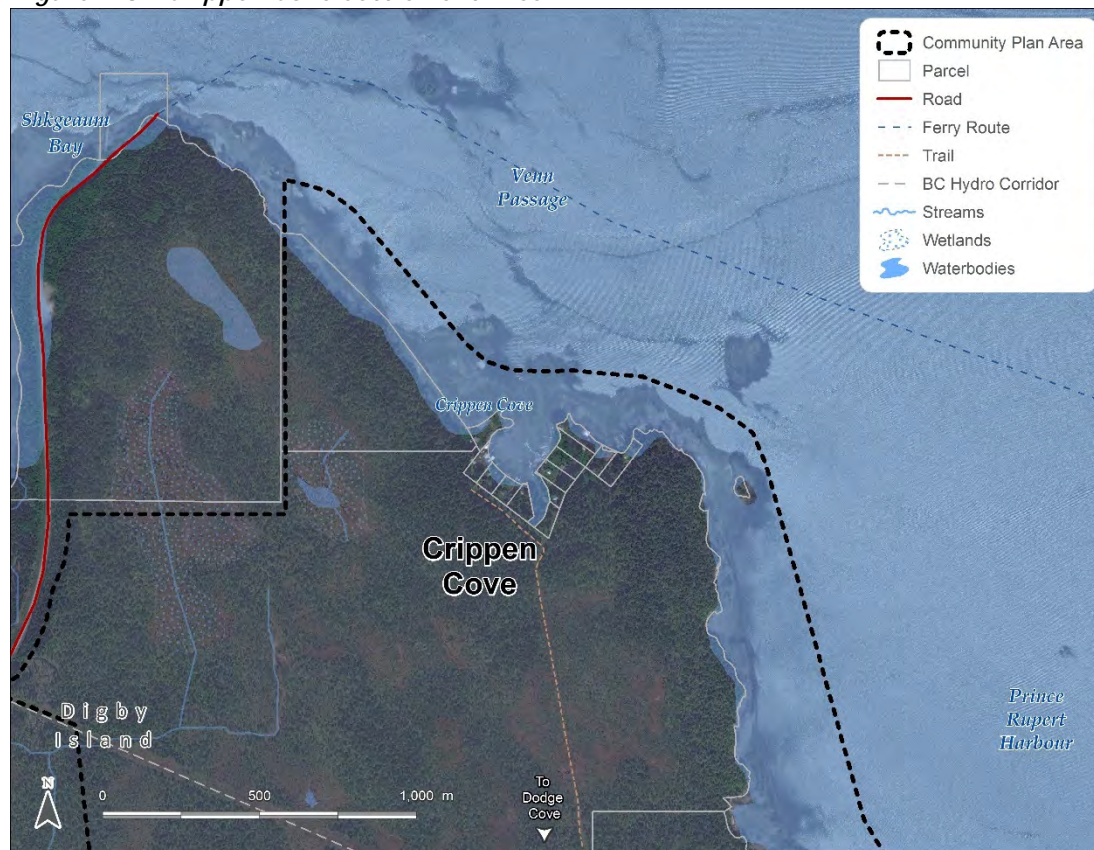 Shkgeaum
Bay
Venn
Passage
Community Plan Area
Parcel
Road
Ferry Route
Trail
BC Hydro Corridor
Streams
Wetlands
Waterbodies
Crippen Cove
Crippen
Cove
Digby
Island
Prince
Rupert
Harbour
N
0 500 1,000 m
To
Dodge
Cove